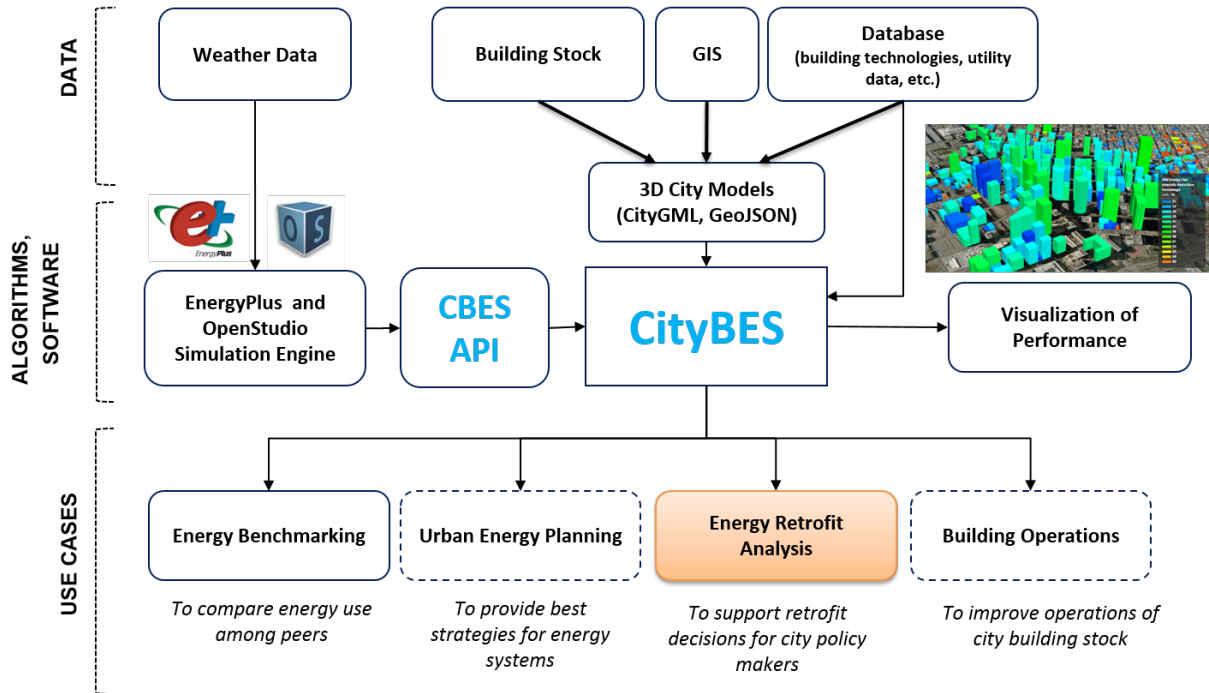 DATA
Weather Data
Building Stock
GIS
Database
(building technologies, utility
data, etc.)
3D City Models
(CityGML, GeoJSON)
ALGORITHMS,
SOFTWARE
EnergyPlus
OS
EnergyPlus and
OpenStudio
Simulation Engine
CBES
API
CityBES
Visualization of
Performance
USE CASES
Energy Benchmarking
Urban Energy Planning
Energy Retrofit
Analysis
Building Operations
To compare energy use
among peers
To provide best
strategies for energy
systems
To support retrofit
decisions for city policy
makers
To improve operations of
city building stock